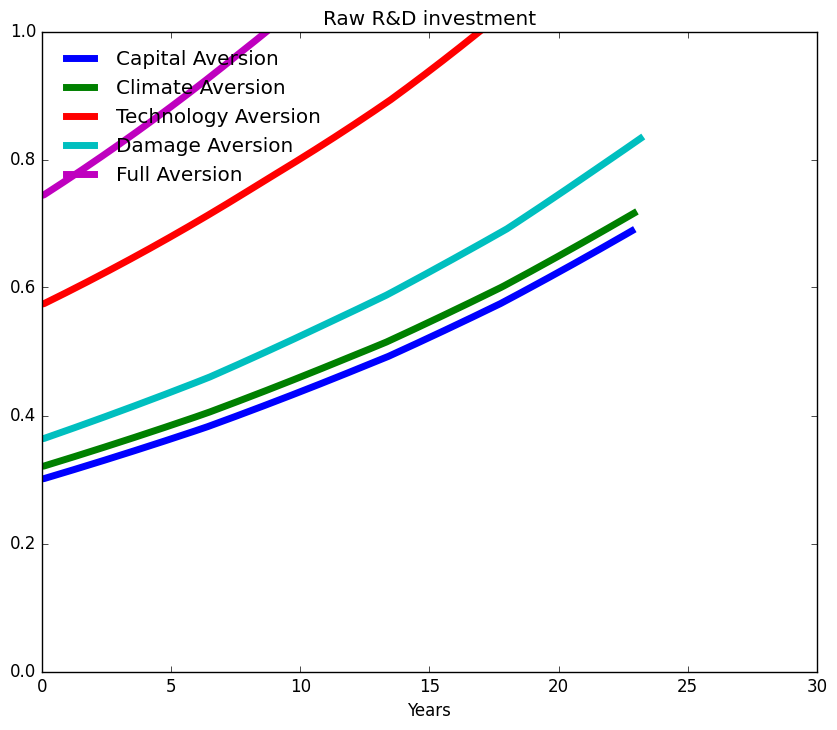 Raw R&D investment
1.0
0.8
0.6
0.4
0.2
0.0
Capital Aversion
Climate Aversion
Technology Aversion
Damage Aversion
Full Aversion
0 5 10 15 20 25 30
Years